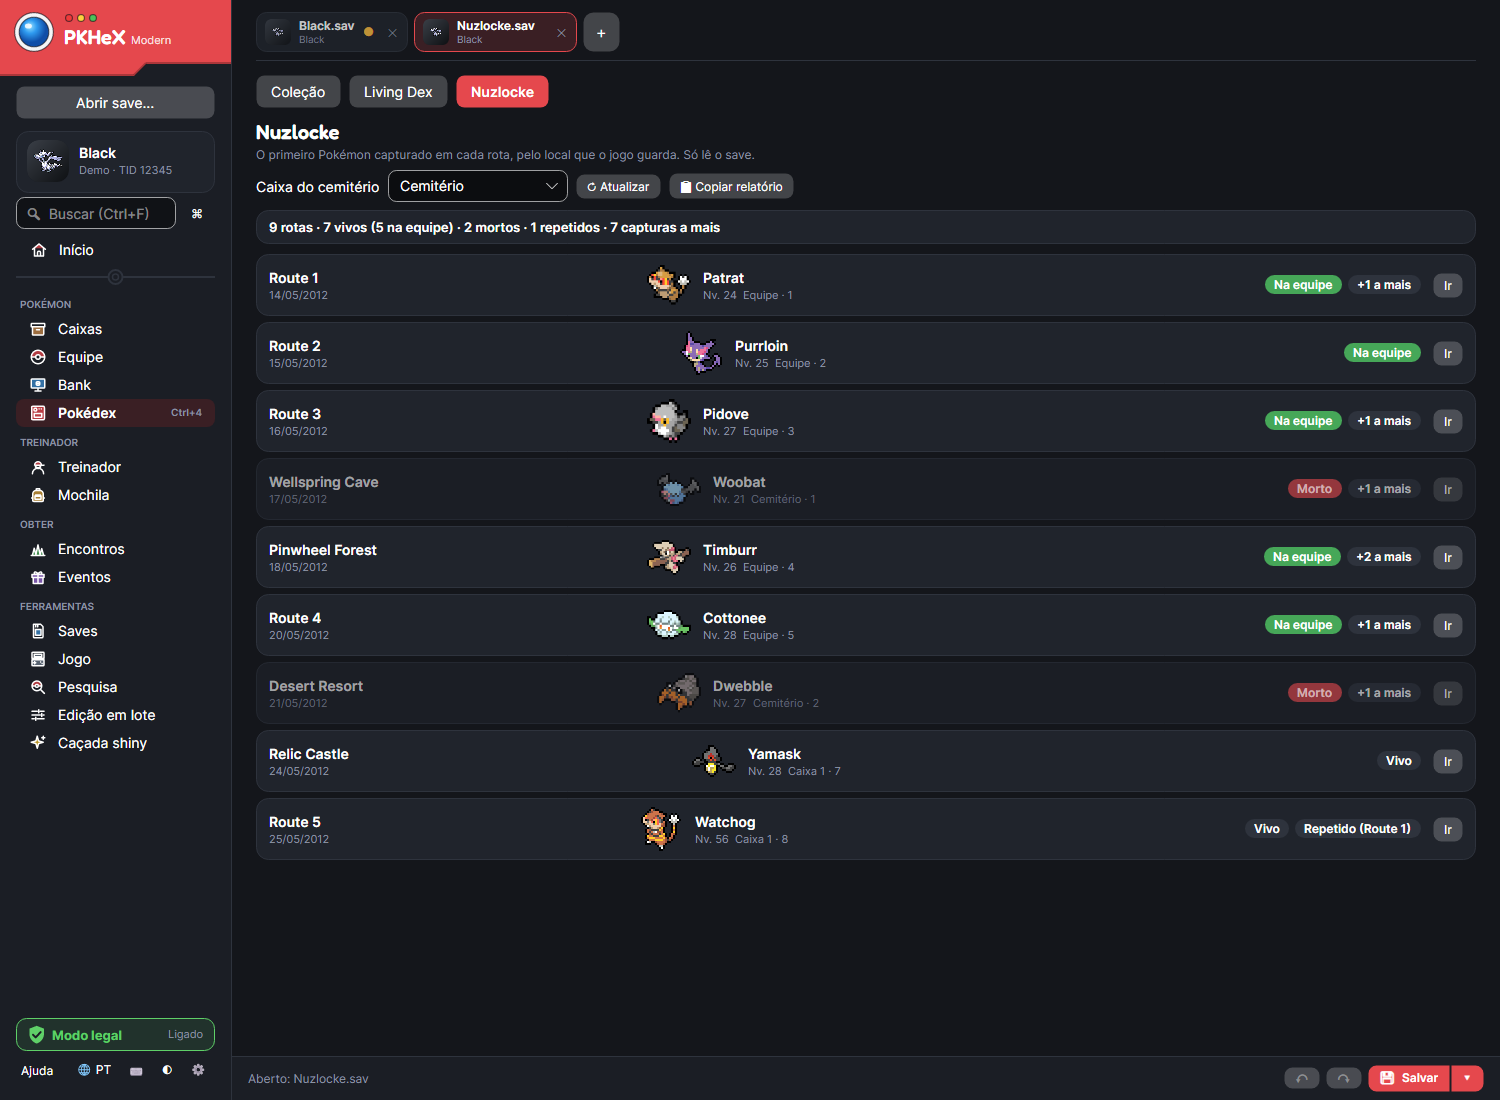 PKHeX Modern
Abrir save...
Black
Demo · TID 12345
Buscar (Ctrl+F)
⌘
Início
POKÉMON
Caixas
Equipe
Bank
Pokédex Ctrl+4
TREINADOR
Treinador
Mochila
OBTER
Encontros
Eventos
FERRAMENTAS
Saves
Jogo
Pesquisa
Edição em lote
Caçada shiny
Modo legal Ligado
Ajuda PT
Black.sav
Black
Nuzlocke.sav
Black
+
Coleção Living Dex Nuzlocke
Nuzlocke
O primeiro Pokémon capturado em cada rota, pelo local que o jogo guarda. Só lê o save.
Caixa do cemitério Cemitério Atualizar Copiar relatório
9 rotas · 7 vivos (5 na equipe) · 2 mortos · 1 repetidos · 7 capturas a mais
Route 1 Patrat
14/05/2012 Nv. 24 Equipe · 1 Na equipe +1 a mais Ir
Route 2 Purrloin
15/05/2012 Nv. 25 Equipe · 2 Na equipe Ir
Route 3 Pidove
16/05/2012 Nv. 27 Equipe · 3 Na equipe +1 a mais Ir
Wellspring Cave Woobat
17/05/2012 Nv. 21 Cemitério · 1 Morto +1 a mais Ir
Pinwheel Forest Timburr
18/05/2012 Nv. 26 Equipe · 4 Na equipe +2 a mais Ir
Route 4 Cottonee
20/05/2012 Nv. 28 Equipe · 5 Na equipe +1 a mais Ir
Desert Resort Dwebble
21/05/2012 Nv. 27 Cemitério · 2 Morto +1 a mais Ir
Relic Castle Yamask
24/05/2012 Nv. 28 Caixa 1 · 7 Vivo Ir
Route 5 Watchog
25/05/2012 Nv. 56 Caixa 1 · 8 Vivo Repetido (Route 1) Ir
Aberto: Nuzlocke.sav
Salvar